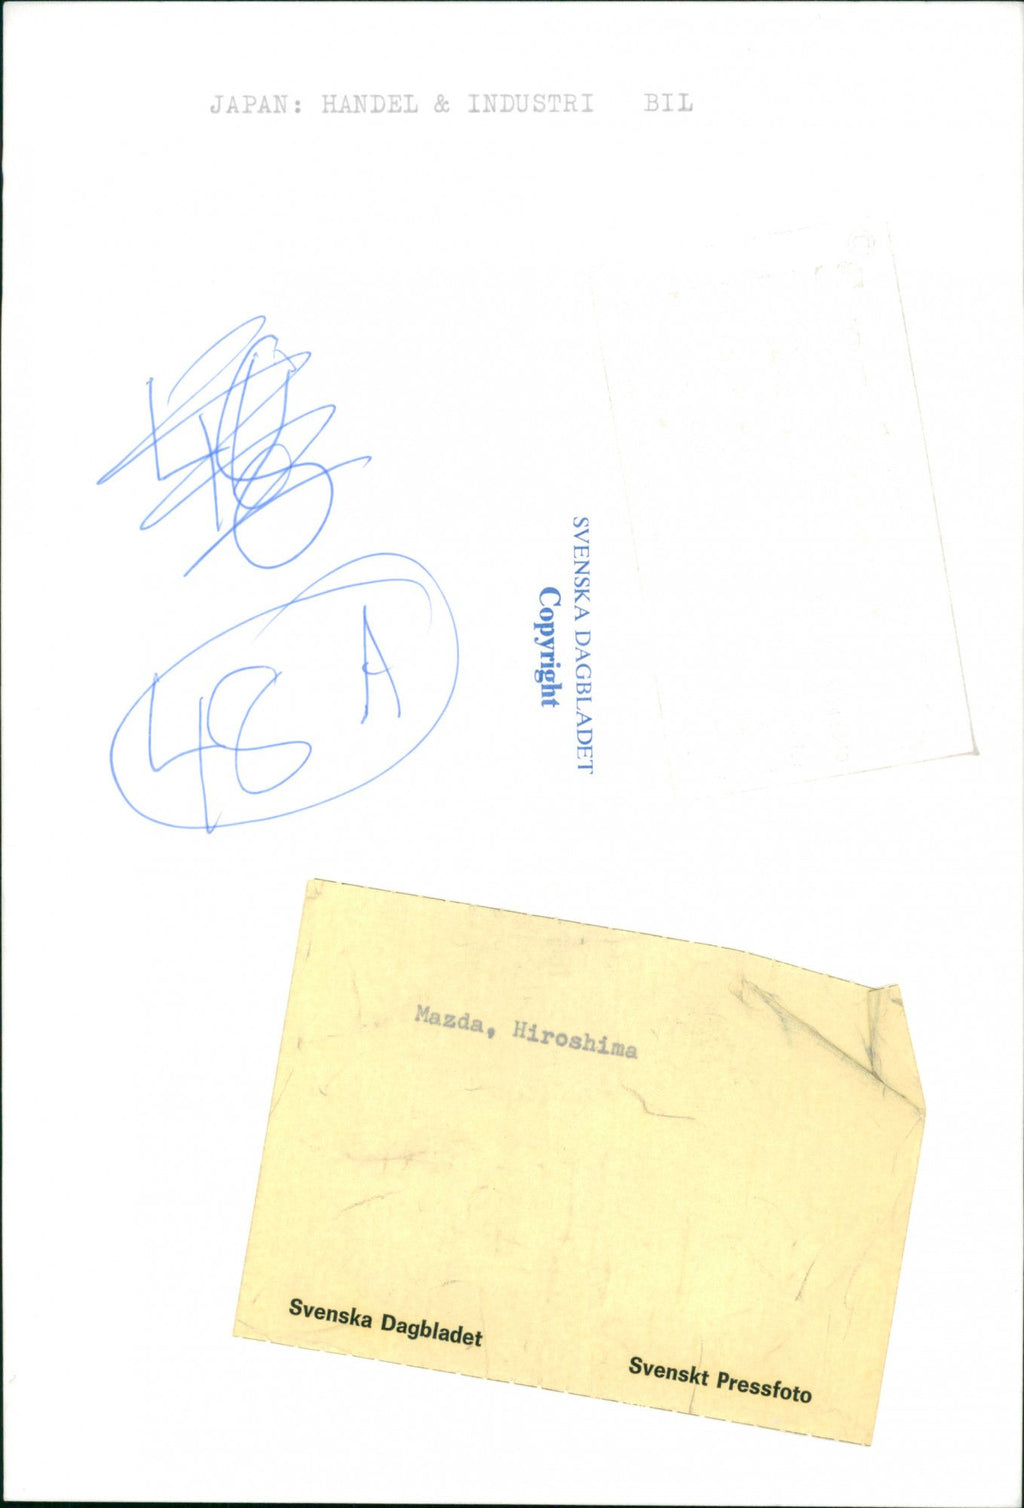 JAPAN: HANDEL & INDUSTRI BIL
48 A
SVENSKA DAGBLADET
Copyright
Mazda, Hiroshima
Svenska Dagbladet
Svenskt Pressfoto